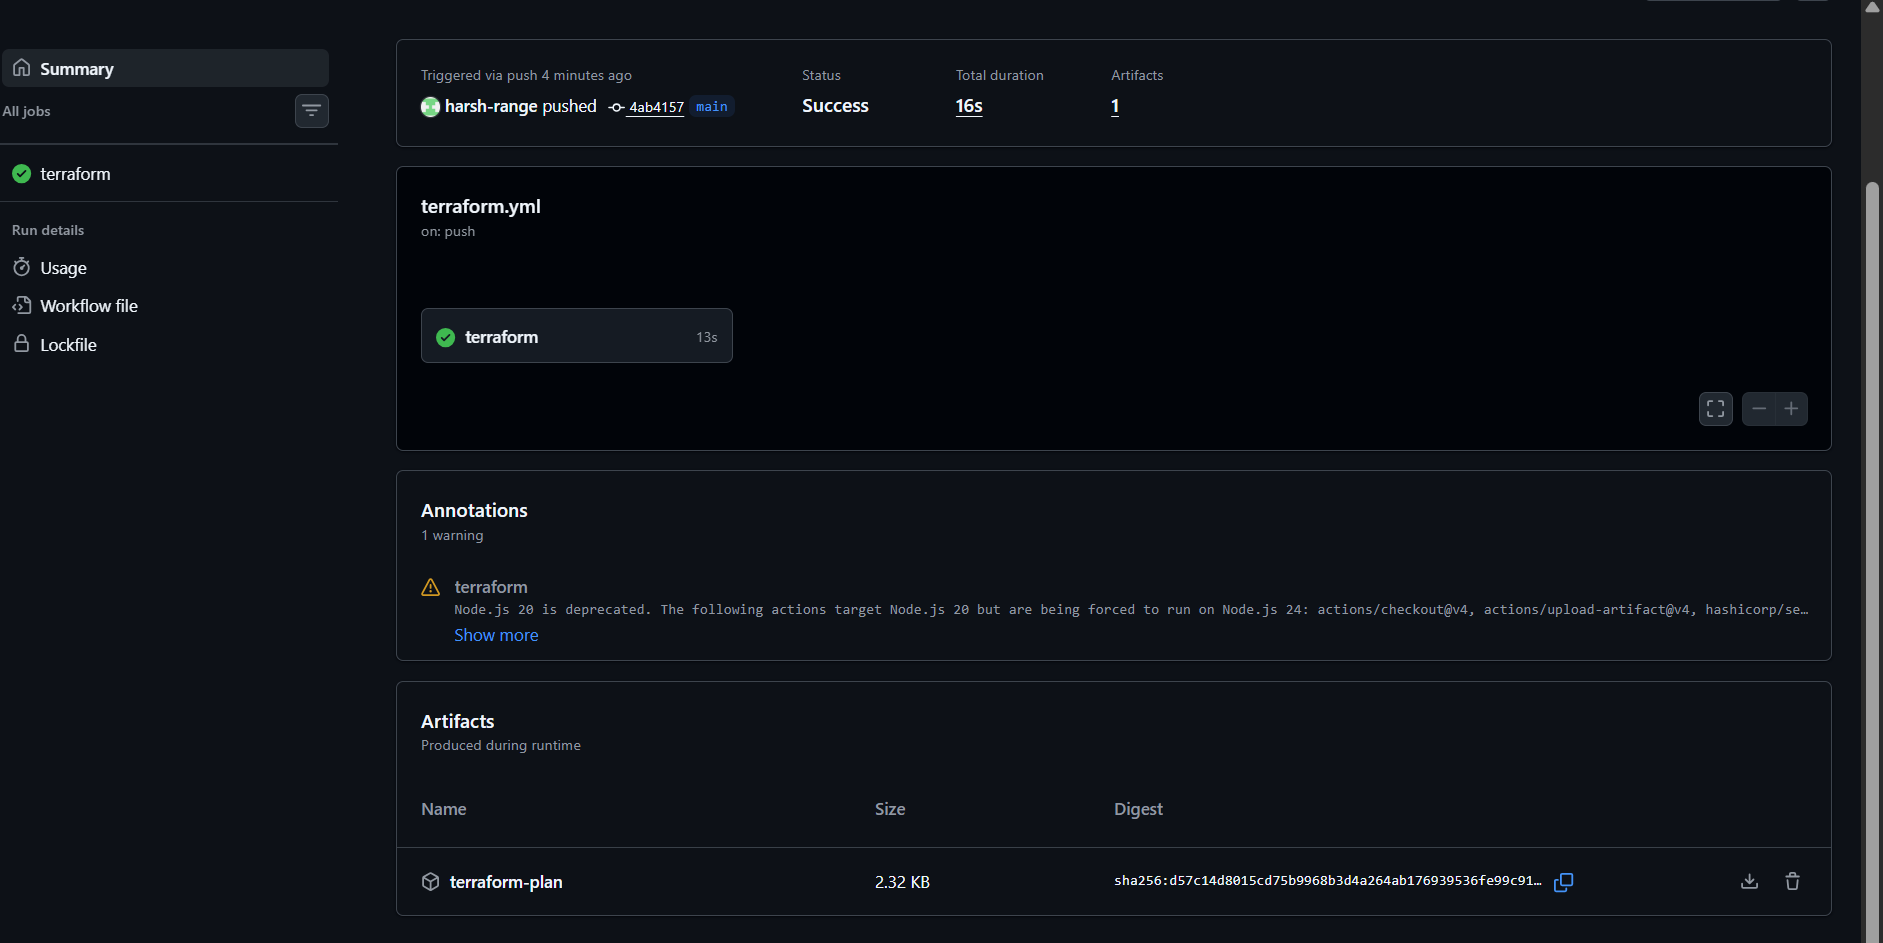 Summary
All jobs
terraform
Run details
Usage
Workflow file
Lockfile
Triggered via push 4 minutes ago
harsh-range pushed 4ab4157 main
Status
Success
Total duration
16s
Artifacts
1
terraform.yml
on: push
terraform 13s
Annotations
1 warning
terraform
Node.js 20 is deprecated. The following actions target Node.js 20 but are being forced to run on Node.js 24: actions/checkout@v4, actions/upload-artifact@v4, hashicorp/se…
Show more
Artifacts
Produced during runtime
Name Size Digest
terraform-plan 2.32 KB sha256:d57c14d8015cd75b9968b3d4a264ab176939536fe99c91…